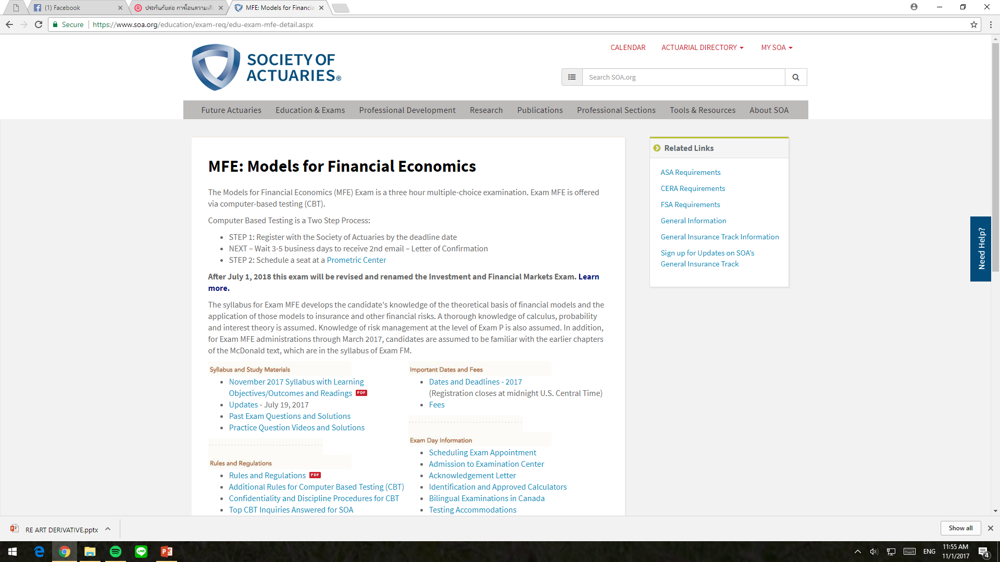 (1) Facebook
ประกันภัยต่อ การโอนความเสี่
MFE: Models for Financia
Secure
https://www.soa.org/education/exam-req/edu-exam-mfe-detail.aspx
SOCIETY OF
ACTUARIES®
CALENDAR
ACTUARIAL DIRECTORY
MY SOA
Search SOA.org
Future Actuaries
Education & Exams
Professional Development
Research
Publications
Professional Sections
Tools & Resources
About SOA
MFE: Models for Financial Economics
The Models for Financial Economics (MFE) Exam is a three hour multiple-choice examination. Exam MFE is offered
via computer-based testing (CBT).
Computer Based Testing is a Two Step Process:
• STEP 1: Register with the Society of Actuaries by the deadline date
• NEXT – Wait 3-5 business days to receive 2nd email – Letter of Confirmation
• STEP 2: Schedule a seat at a Prometric Center
After July 1, 2018 this exam will be revised and renamed the Investment and Financial Markets Exam. Learn
more.
The syllabus for Exam MFE develops the candidate's knowledge of the theoretical basis of financial models and the
application of those models to insurance and other financial risks. A thorough knowledge of calculus, probability
and interest theory is assumed. Knowledge of risk management at the level of Exam P is also assumed. In addition,
for Exam MFE administrations through March 2017, candidates are assumed to be familiar with the earlier chapters
of the McDonald text, which are in the syllabus of Exam FM.
Syllabus and Study Materials
• November 2017 Syllabus with Learning
Objectives/Outcomes and Readings PDF
• Updates - July 19, 2017
• Past Exam Questions and Solutions
• Practice Question Videos and Solutions
Rules and Regulations
• Rules and Regulations PDF
• Additional Rules for Computer Based Testing (CBT)
• Confidentiality and Discipline Procedures for CBT
• Top CBT Inquiries Answered for SOA
Important Dates and Fees
• Dates and Deadlines - 2017
(Registration closes at midnight U.S. Central Time)
• Fees
Exam Day Information
• Scheduling Exam Appointment
• Admission to Examination Center
• Acknowledgement Letter
• Identification and Approved Calculators
• Bilingual Examinations in Canada
• Testing Accommodations
Related Links
ASA Requirements
CERA Requirements
FSA Requirements
General Information
General Insurance Track Information
Sign up for Updates on SOA's
General Insurance Track
Need Help?
RE ART DERIVATIVE.pptx
Show all
LINE
ENG
11:55 AM
11/1/2017
4